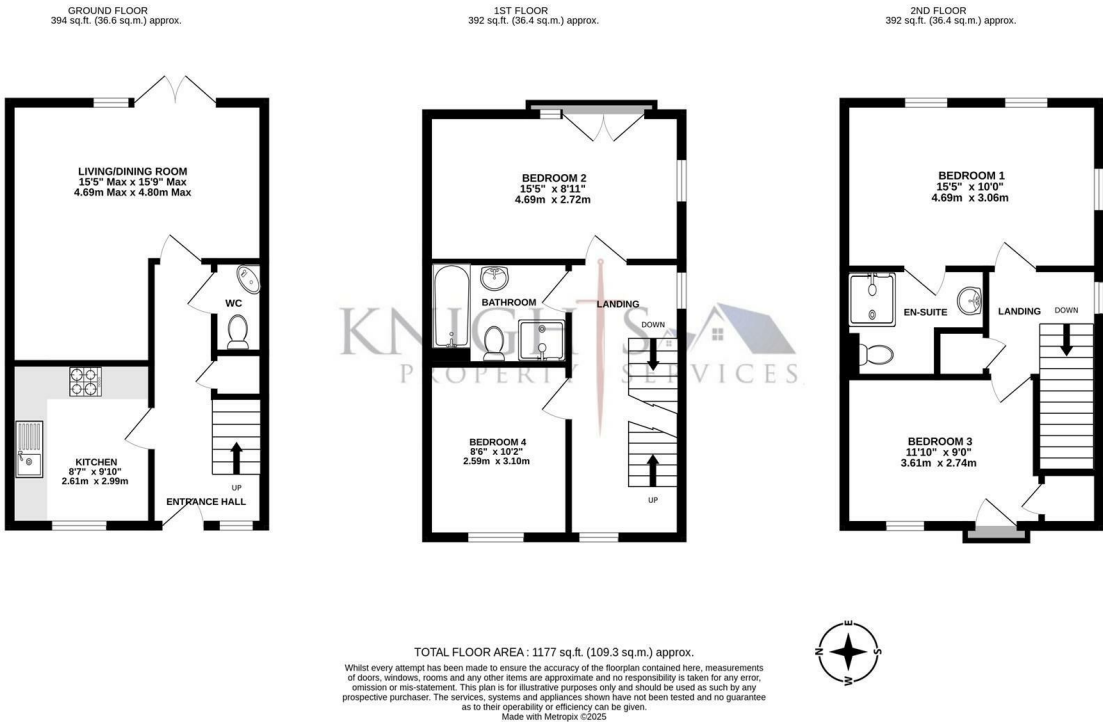 GROUND FLOOR
394 sq.ft. (36.6 sq.m.) approx.
1ST FLOOR
392 sq.ft. (36.4 sq.m.) approx.
2ND FLOOR
392 sq.ft. (36.4 sq.m.) approx.
LIVING/DINING ROOM
15'5" Max x 15'9" Max
4.69m Max x 4.80m Max
WC
KITCHEN
8'7" x 9'10"
2.61m x 2.99m
UP
ENTRANCE HALL
BEDROOM 2
15'5" x 8'11"
4.69m x 2.72m
BATHROOM
LANDING
DOWN
BEDROOM 4
8'6" x 10'2"
2.59m x 3.10m
UP
BEDROOM 1
15'5" x 10'0"
4.69m x 3.06m
EN-SUITE
LANDING
DOWN
BEDROOM 3
11'10" x 9'0"
3.61m x 2.74m
KNIGHTS
PROPERTY SERVICES
N
E
S
W
TOTAL FLOOR AREA : 1177 sq.ft. (109.3 sq.m.) approx.
Whilst every attempt has been made to ensure the accuracy of the floorplan contained here, measurements
of doors, windows, rooms and any other items are approximate and no responsibility is taken for any error,
omission or mis-statement. This plan is for illustrative purposes only and should be used as such by any
prospective purchaser. The services, systems and appliances shown have not been tested and no guarantee
as to their operability or efficiency can be given.
Made with Metropix ©2025